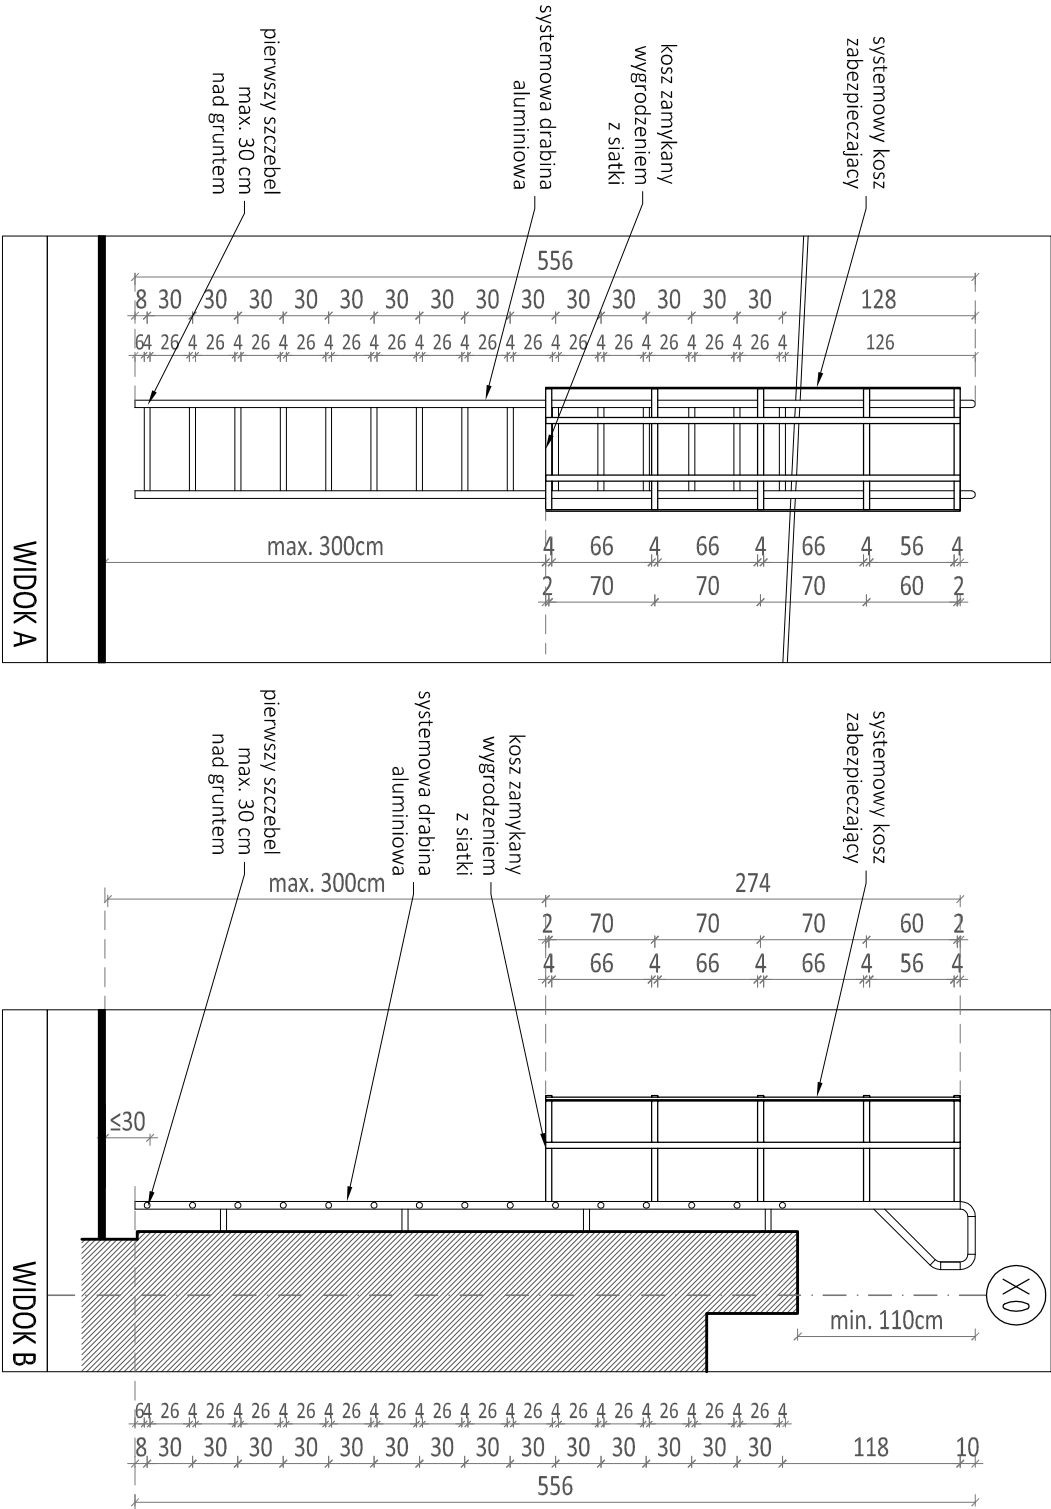 systemowy kosz
zabezpieczajacy
kosz zamykany
wygrodzeniem
z siatki
systemowa drabina
aluminiowa
pierwszy szczebel
max. 30 cm
nad gruntem
556
8 30 30 30 30 30 30 30 30 30 30 30 30 30 30 128
6 4 26 4 26 4 26 4 26 4 26 4 26 4 26 4 26 4 26 4 26 4 26 4 26 4 26 4 26 4 126
max. 300cm 4 66 4 66 4 66 4 56 4
2 70 70 70 60 2
WIDOK A
systemowy kosz
zabezpieczający
kosz zamykany
wygrodzeniem
z siatki
systemowa drabina
aluminiowa
pierwszy szczebel
max. 30 cm
nad gruntem
max. 300cm 274
2 70 70 70 60 2
4 66 4 66 4 66 4 56 4
≤30
X0
min. 110cm
WIDOK B
6 4 26 4 26 4 26 4 26 4 26 4 26 4 26 4 26 4 26 4 26 4 26 4 26 4 26 4 26 4
8 30 30 30 30 30 30 30 30 30 30 30 30 30 30 118 10
556